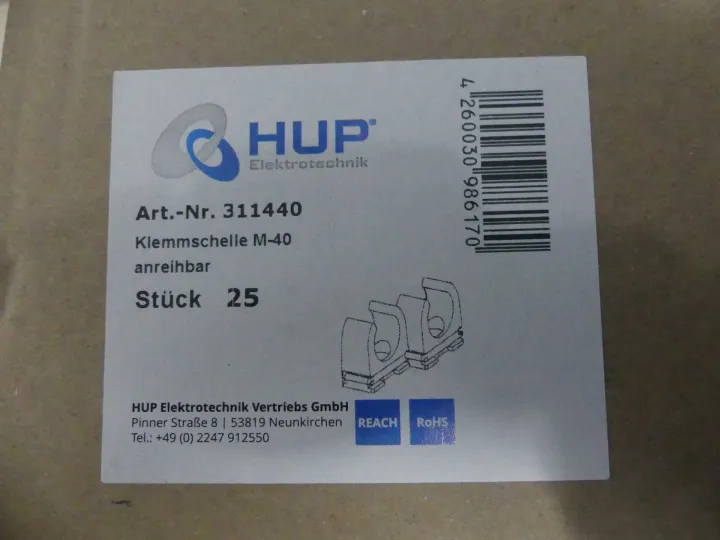 HUP®
Elektrotechnik
Art.-Nr. 311440
Klemmschelle M-40
anreihbar
Stück 25
4 260030 986170
HUP Elektrotechnik Vertriebs GmbH
Pinner Straße 8 | 53819 Neunkirchen
Tel.: +49 (0) 2247 912550
REACH
RoHS